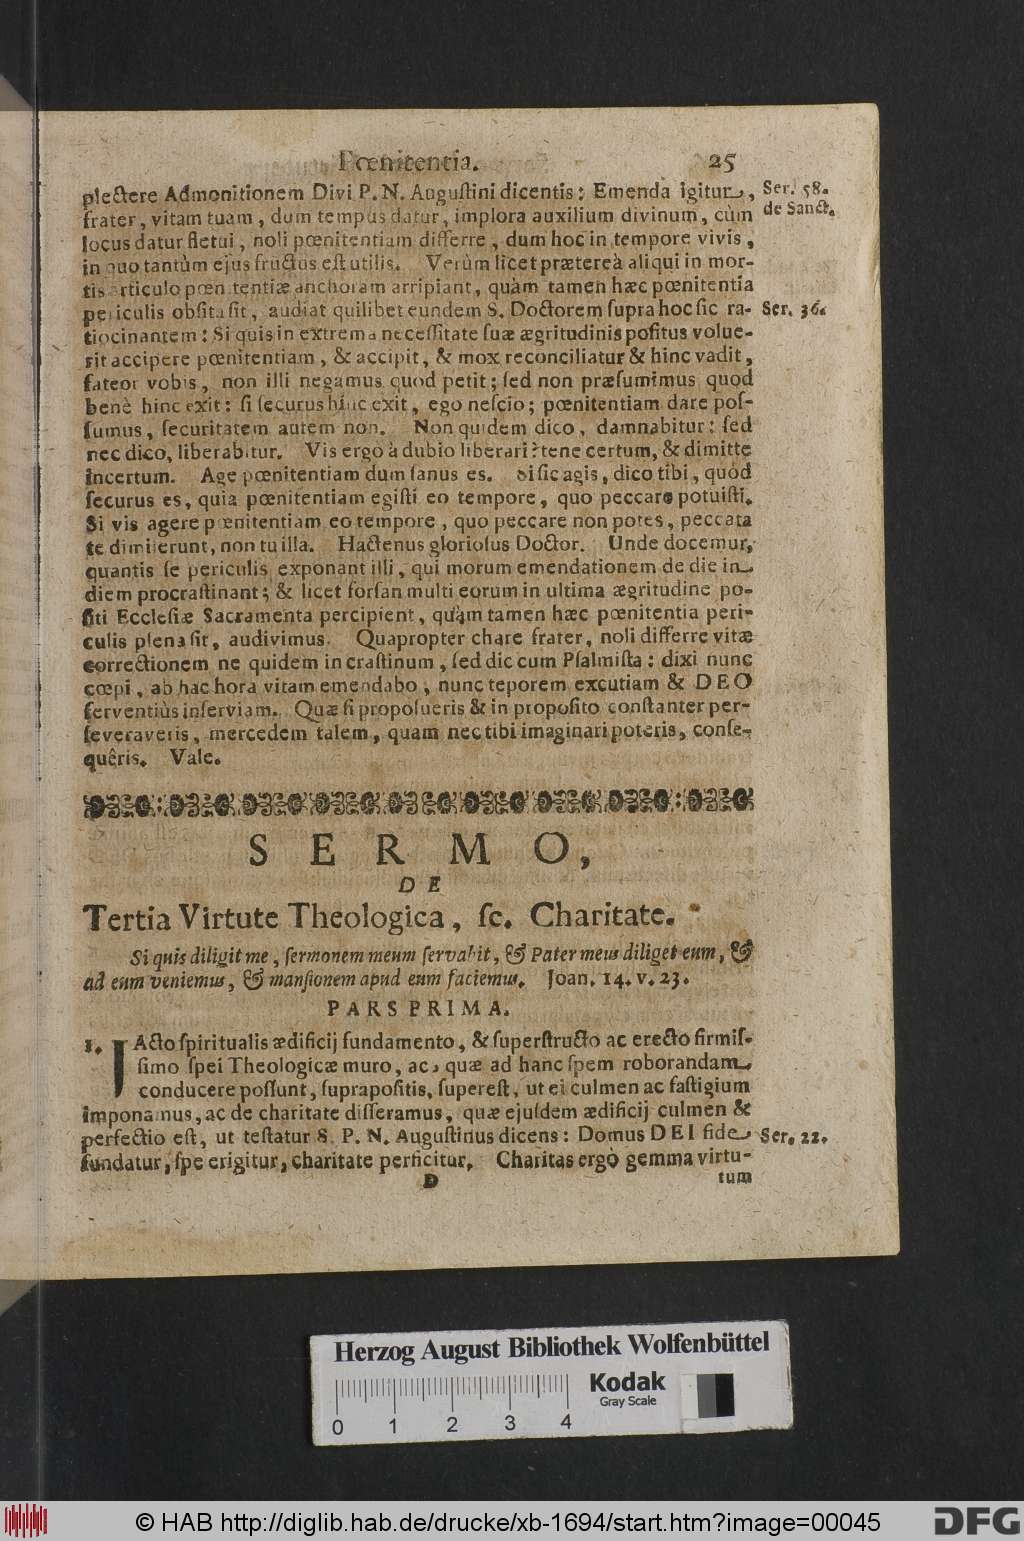 Pœnitentia. 25
plectere Admonitionem Divi P. N. Auguſtini dicentis: Emenda igitur, Ser. 58.
frater, vitam tuam, dum tempus datur, implora auxilium divinum, cùm de Sanct.
locus datur fletui, noli pœnitentiam differre, dum hoc in tempore vivis,
in quo tantùm ejus fructus eſt utilis. Verùm licet prætereà aliqui in mor-
tis articulo pœnitentiæ anchoram arripiant, quàm tamen hæc pœnitentia
periculis obſita ſit, audiat quilibet eundem S. Doctorem ſupra hoc ſic ra- Ser. 36.
tiocinantem: Si quis in extrema neceſſitate ſuæ ægritudinis poſitus volue-
rit accipere pœnitentiam, & accipit, & mox reconciliatur & hinc vadit,
fateor vobis, non illi negamus quod petit; ſed non præſumimus quod
benè hinc exit: ſi ſecurus hinc exit, ego neſcio; pœnitentiam dare poſ-
ſumus, ſecuritatem autem non. Non quidem dico, damnabitur: ſed
nec dico, liberabitur. Vis ergo à dubio liberari? tene certum, & dimitte
incertum. Age pœnitentiam dum ſanus es. Si ſic agis, dico tibi, quòd
ſecurus es, quia pœnitentiam egiſti eo tempore, quo peccare potuiſti.
Si vis agere pœnitentiam eo tempore, quo peccare non potes, peccata
te dimiſerunt, non tu illa. Hactenus glorioſus Doctor. Unde docemur,
quantis ſe periculis exponant illi, qui morum emendationem de die in
diem procraſtinant; & licet forſan multi eorum in ultima ægritudine po-
ſiti Eccleſiæ Sacramenta percipient, quàm tamen hæc pœnitentia peri-
culis plena ſit, audivimus. Quapropter chare frater, noli differre vitæ
correctionem ne quidem in craſtinum, ſed dic cum Pſalmiſta: dixi nunc
cœpi, ab hac hora vitam emendabo, nunc teporem excutiam & DEO
ferventiùs inſerviam. Quæ ſi propoſueris & in propoſito conſtanter per-
ſeveraveris, mercedem talem, quam nec tibi imaginari poteris, conſe-
quêris. Vale.
SERMO,
DE
Tertia Virtute Theologica, ſc. Charitate.
Si quis diligit me, ſermonem meum ſervabit, & Pater meus diliget eum, &
ad eum veniemus, & manſionem apud eum faciemus. Joan. 14. v. 23.
PARS PRIMA.
1. JActo ſpiritualis ædificij fundamento, & ſuperſtructo ac erecto firmiſ-
ſimo ſpei Theologicæ muro, ac, quæ ad hanc ſpem roborandam
conducere poſſunt, ſuprapoſitis, ſupereſt, ut ei culmen ac faſtigium
imponamus, ac de charitate diſſeramus, quæ ejuſdem ædificij culmen &
perfectio eſt, ut teſtatur S. P. N. Auguſtinus dicens: Domus DEI fide Ser. 22.
fundatur, ſpe erigitur, charitate perficitur. Charitas ergò gemma virtu-
D tum
Herzog August Bibliothek Wolfenbüttel
Kodak
Gray Scale
0 1 2 3 4
© HAB http://diglib.hab.de/drucke/xb-1694/start.htm?image=00045
DFG